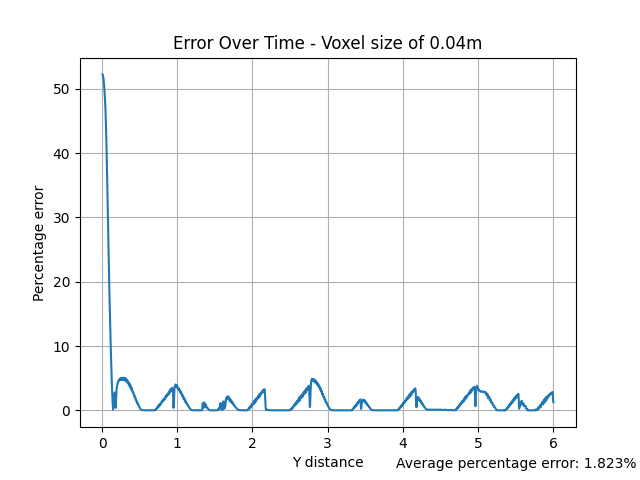 Error Over Time - Voxel size of 0.04m
Percentage error
50
40
30
20
10
0
0 1 2 3 4 5 6
Y distance
Average percentage error: 1.823%